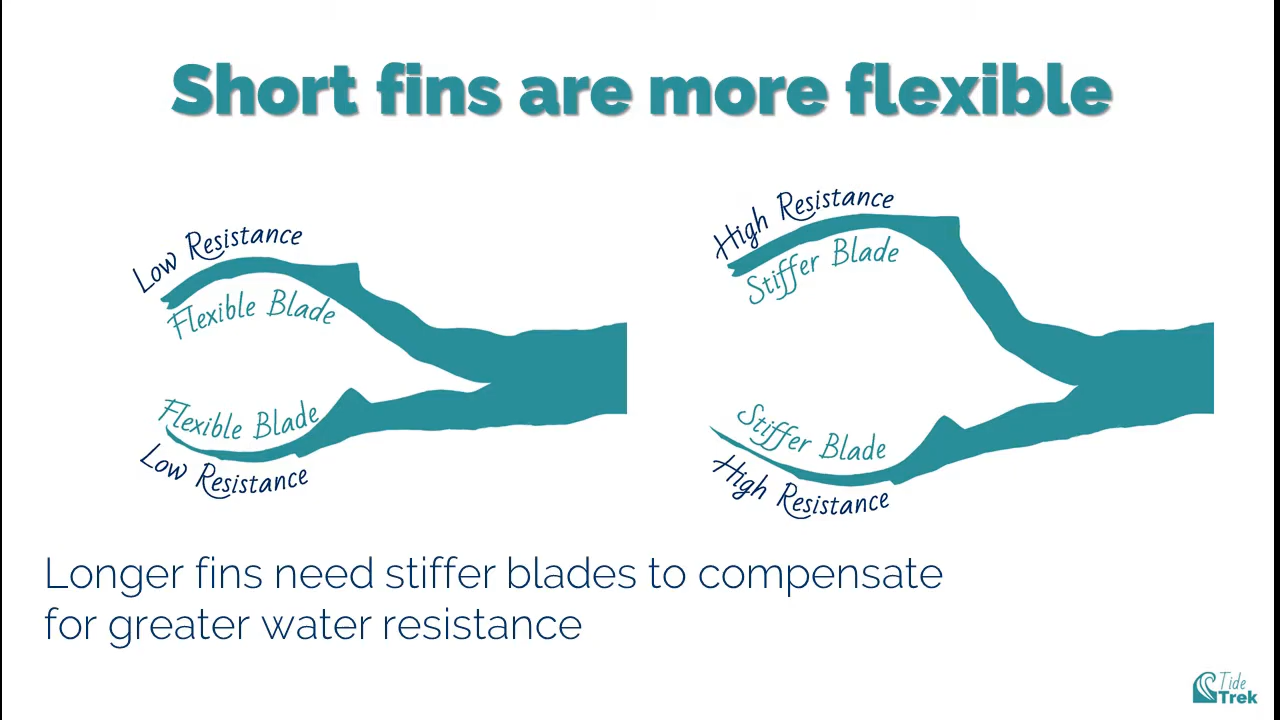 Short fins are more flexible
Low Resistance
Flexible Blade
Flexible Blade
Low Resistance
High Resistance
Stiffer Blade
Stiffer Blade
High Resistance
Longer fins need stiffer blades to compensate
for greater water resistance
Tide
Trek